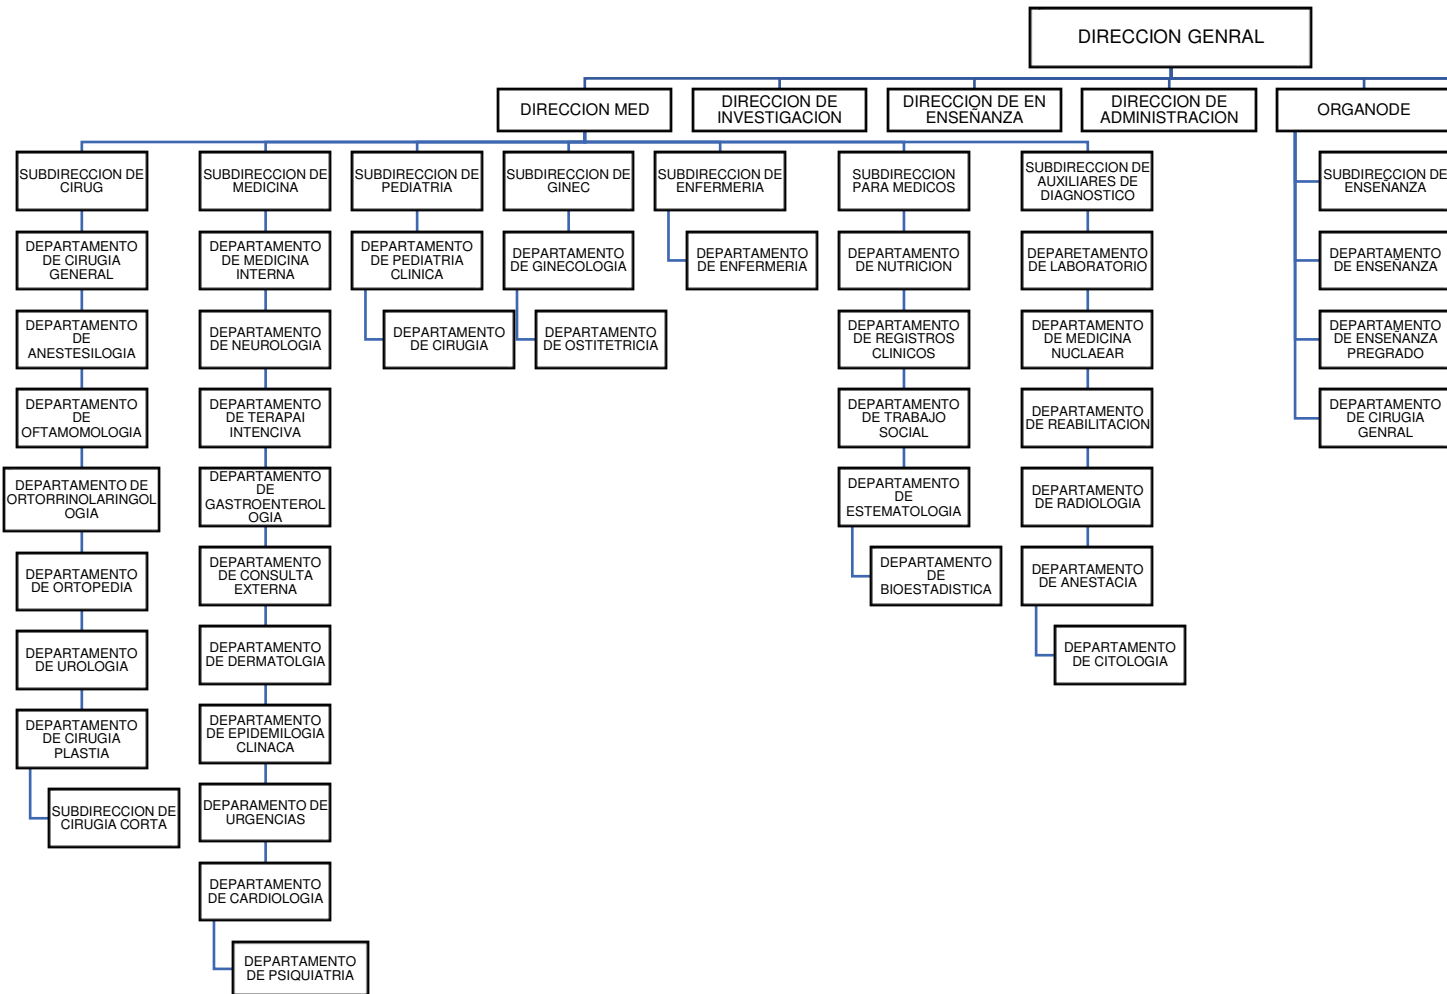 DIRECCION GENRAL
DIRECCION MED
DIRECCION DE
INVESTIGACION
DIRECCION DE EN
ENSEÑANZA
DIRECCION DE
ADMINISTRACION
ORGANODE
SUBDIRECCION DE
CIRUG
SUBDIRECCION DE
MEDICINA
SUBDIRECCION DE
PEDIATRIA
SUBDIRECCION DE
GINEC
SUBDIRECCION DE
ENFERMERIA
SUBDIRECCION
PARA MEDICOS
SUBDIRECCION DE
AUXILIARES DE
DIAGNOSTICO
SUBDIRECCION DE
ENSEÑANZA
DEPARTAMENTO
DE CIRUGIA
GENERAL
DEPARTAMENTO
DE MEDICINA
INTERNA
DEPARTAMENTO
DE PEDIATRIA
CLINICA
DEPARTAMENTO
DE GINECOLOGIA
DEPARTAMENTO
DE ENFERMERIA
DEPARTAMENTO
DE NUTRICION
DEPARETAMENTO
DE LABORATORIO
DEPARTAMENTO
DE ENSEÑANZA
DEPARTAMENTO
DE
ANESTESILOGIA
DEPARTAMENTO
DE NEUROLOGIA
DEPARTAMENTO
DE CIRUGIA
DEPARTAMENTO
DE OSTITETRICIA
DEPARTAMENTO
DE REGISTROS
CLINICOS
DEPARTAMENTO
DE MEDICINA
NUCLAEAR
DEPARTAMENTO
DE ENSEÑANZA
PREGRADO
DEPARTAMENTO
DE
OFTAMOMOLOGIA
DEPARTAMENTO
DE TERAPAI
INTENCIVA
DEPARTAMENTO
DE TRABAJO
SOCIAL
DEPARTAMENTO
DE REABILITACION
DEPARTAMENTO
DE CIRUGIA
GENRAL
DEPARTAMENTO DE
ORTORRINOLARINGOL
OGIA
DEPARTAMENTO
DE
GASTROENTEROL
OGIA
DEPARTAMENTO
DE
ESTEMATOLOGIA
DEPARTAMENTO
DE RADIOLOGIA
DEPARTAMENTO
DE ORTOPEDIA
DEPARTAMENTO
DE CONSULTA
EXTERNA
DEPARTAMENTO
DE
BIOESTADISTICA
DEPARTAMENTO
DE ANESTACIA
DEPARTAMENTO
DE UROLOGIA
DEPARTAMENTO
DE DERMATOLGIA
DEPARTAMENTO
DE CITOLOGIA
DEPARTAMENTO
DE CIRUGIA
PLASTIA
DEPARTAMENTO
DE EPIDEMILOGIA
CLINACA
SUBDIRECCION DE
CIRUGIA CORTA
DEPARAMENTO DE
URGENCIAS
DEPARTAMENTO
DE CARDIOLOGIA
DEPARTAMENTO
DE PSIQUIATRIA